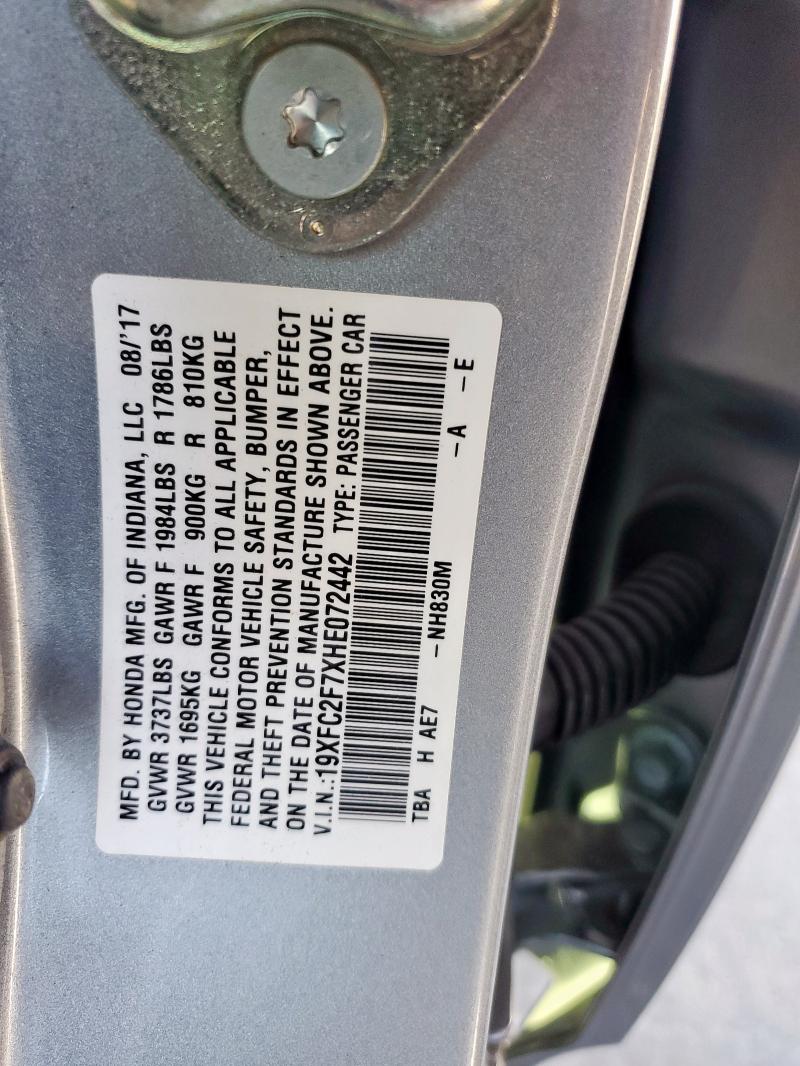 MFD. BY HONDA MFG. OF INDIANA, LLC 08/'17
GVWR 3737LBS GAWR F 1984LBS R 1786LBS
GVWR 1695KG GAWR F 900KG R 810KG
THIS VEHICLE CONFORMS TO ALL APPLICABLE
FEDERAL MOTOR VEHICLE SAFETY, BUMPER,
AND THEFT PREVENTION STANDARDS IN EFFECT
ON THE DATE OF MANUFACTURE SHOWN ABOVE.
V.I.N.:19XFC2F7XHE072442 TYPE: PASSENGER CAR
TBA H AE7 -NH830M -A -E